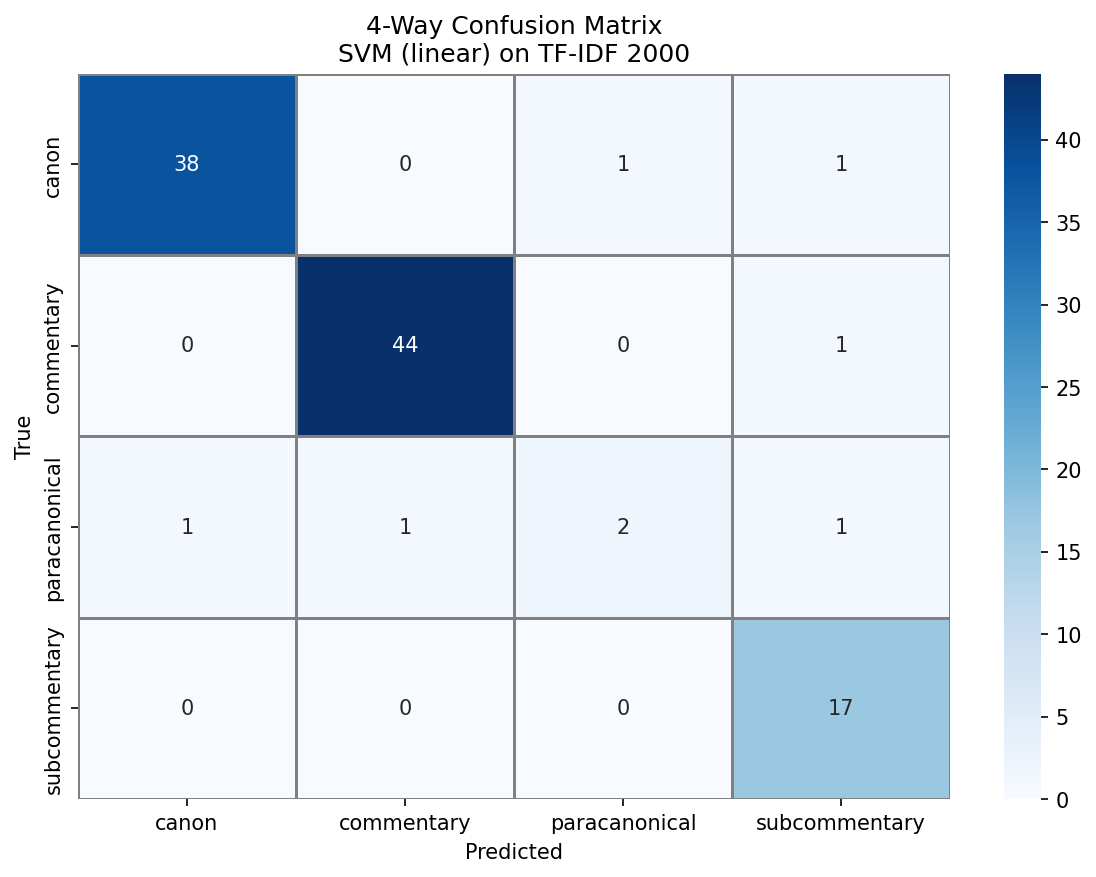 4-Way Confusion Matrix
SVM (linear) on TF-IDF 2000
canon
38
0
1
1
commentary
0
44
0
1
paracanonical
1
1
2
1
subcommentary
0
0
0
17
True
canon
commentary
paracanonical
subcommentary
Predicted
40
35
30
25
20
15
10
5
0